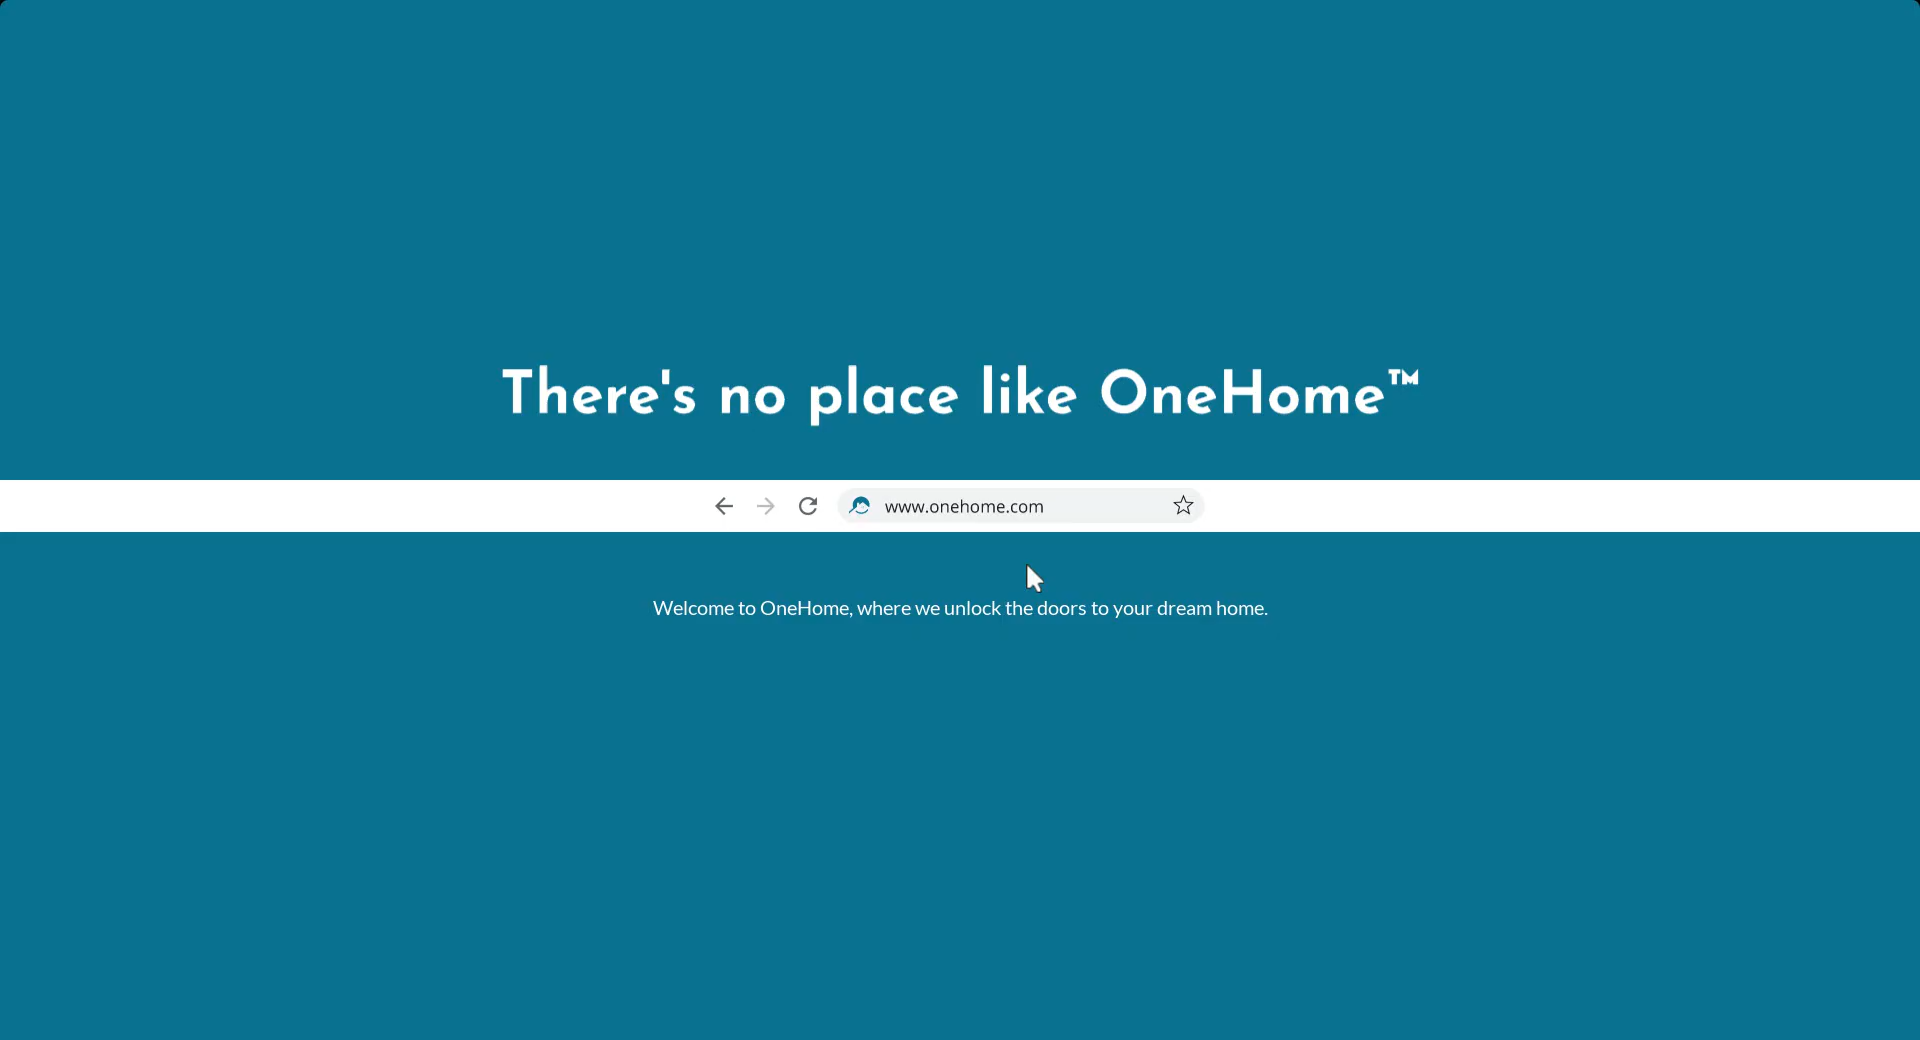 There's no place like OneHome™
www.onehome.com
Welcome to OneHome, where we unlock the doors to your dream home.